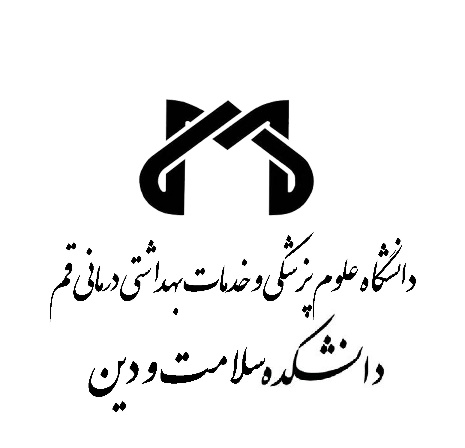 دانشگاه علوم پزشکی و خدمات بهداشتی درمانی قم
دانشکده سلامت و دین